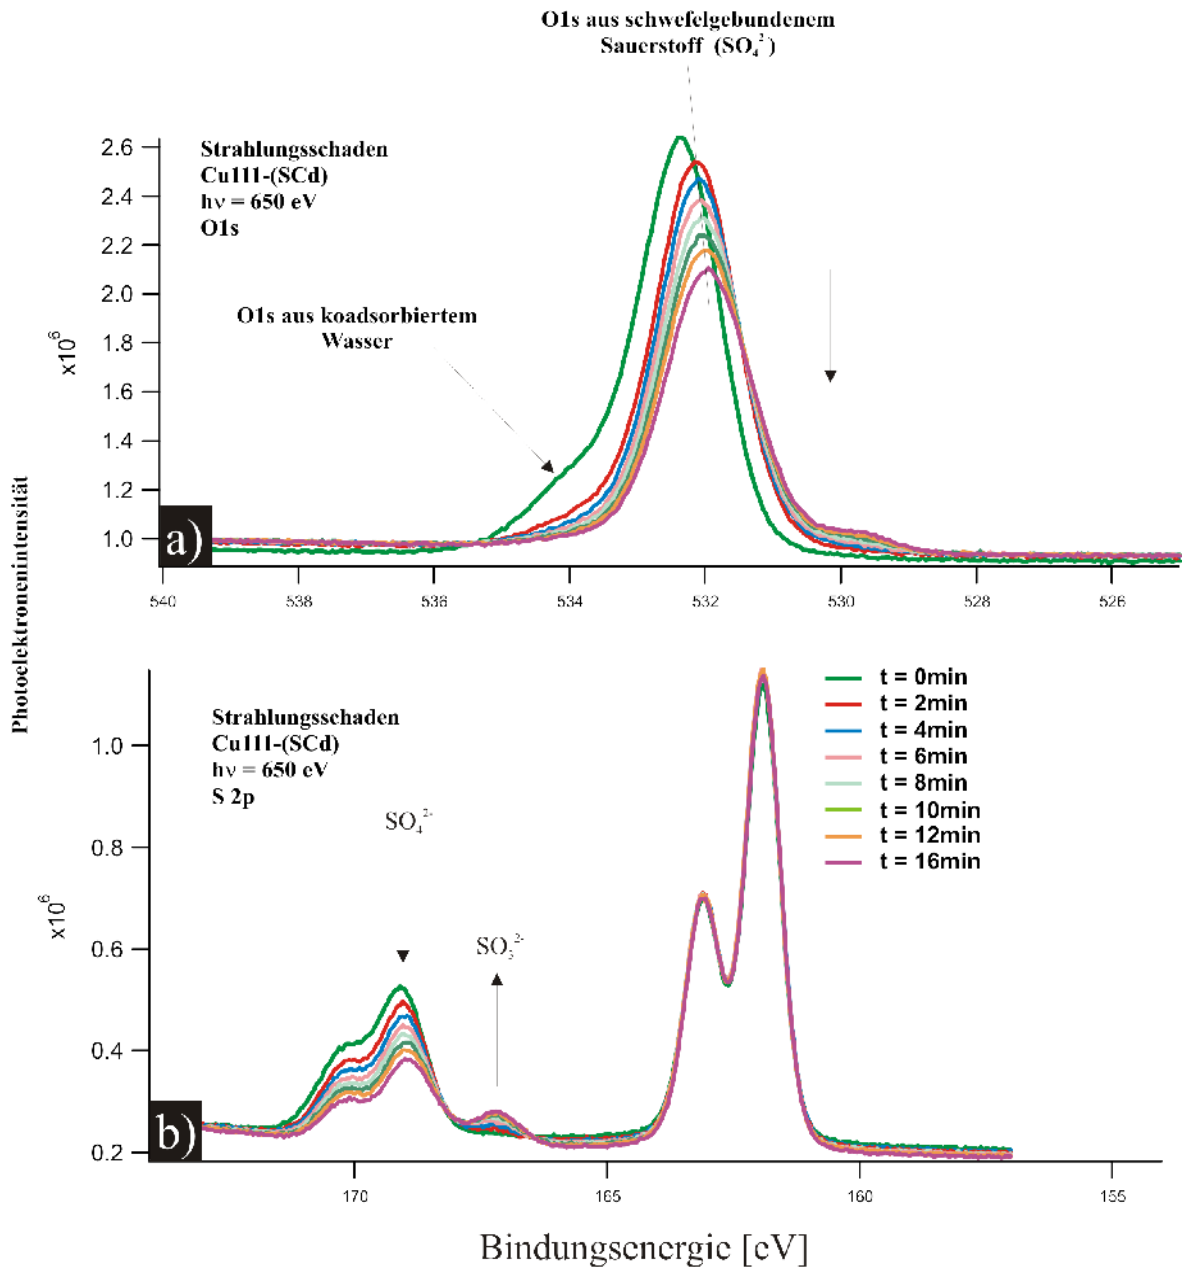 O1s aus schwefelgebundenem
Sauerstoff (SO₄²⁻)
Strahlungsschaden
Cu111-(SCd)
hν = 650 eV
O1s
O1s aus koadsorbiertem
Wasser
x10⁶
2.6
2.4
2.2
2.0
1.8
1.6
1.4
1.2
1.0
a)
540
538
536
534
532
530
528
526
Photoelektronenintensität
Strahlungsschaden
Cu111-(SCd)
hν = 650 eV
S 2p
SO₄²⁻
SO₃²⁻
t = 0min
t = 2min
t = 4min
t = 6min
t = 8min
t = 10min
t = 12min
t = 16min
x10⁶
1.0
0.8
0.6
0.4
0.2
b)
170
165
160
155
Bindungsenergie [eV]